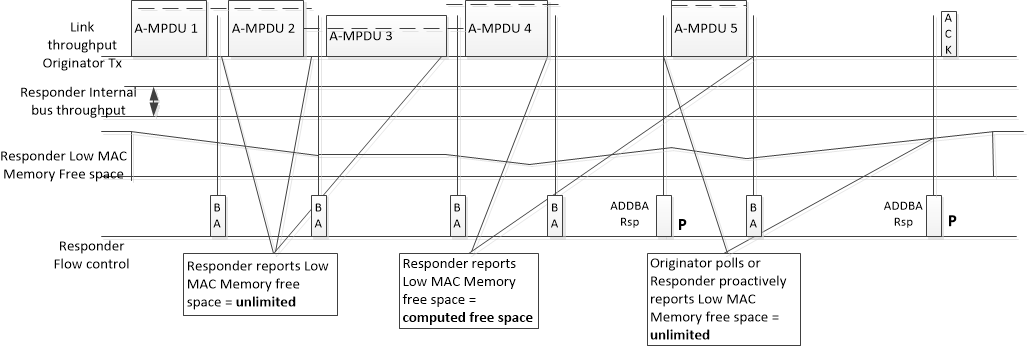 Link
throughput
Originator Tx
A-MPDU 1
A-MPDU 2
A-MPDU 3
A-MPDU 4
A-MPDU 5
A
C
K
Responder Internal
bus throughput
Responder Low MAC
Memory Free space
B
A
B
A
B
A
B
A
ADDBA
Rsp
P
B
A
ADDBA
Rsp
P
Responder
Flow control
Responder reports Low
MAC Memory free
space = unlimited
Responder reports
Low MAC Memory
free space =
computed free space
Originator polls or
Responder proactively
reports Low MAC
Memory free space =
unlimited